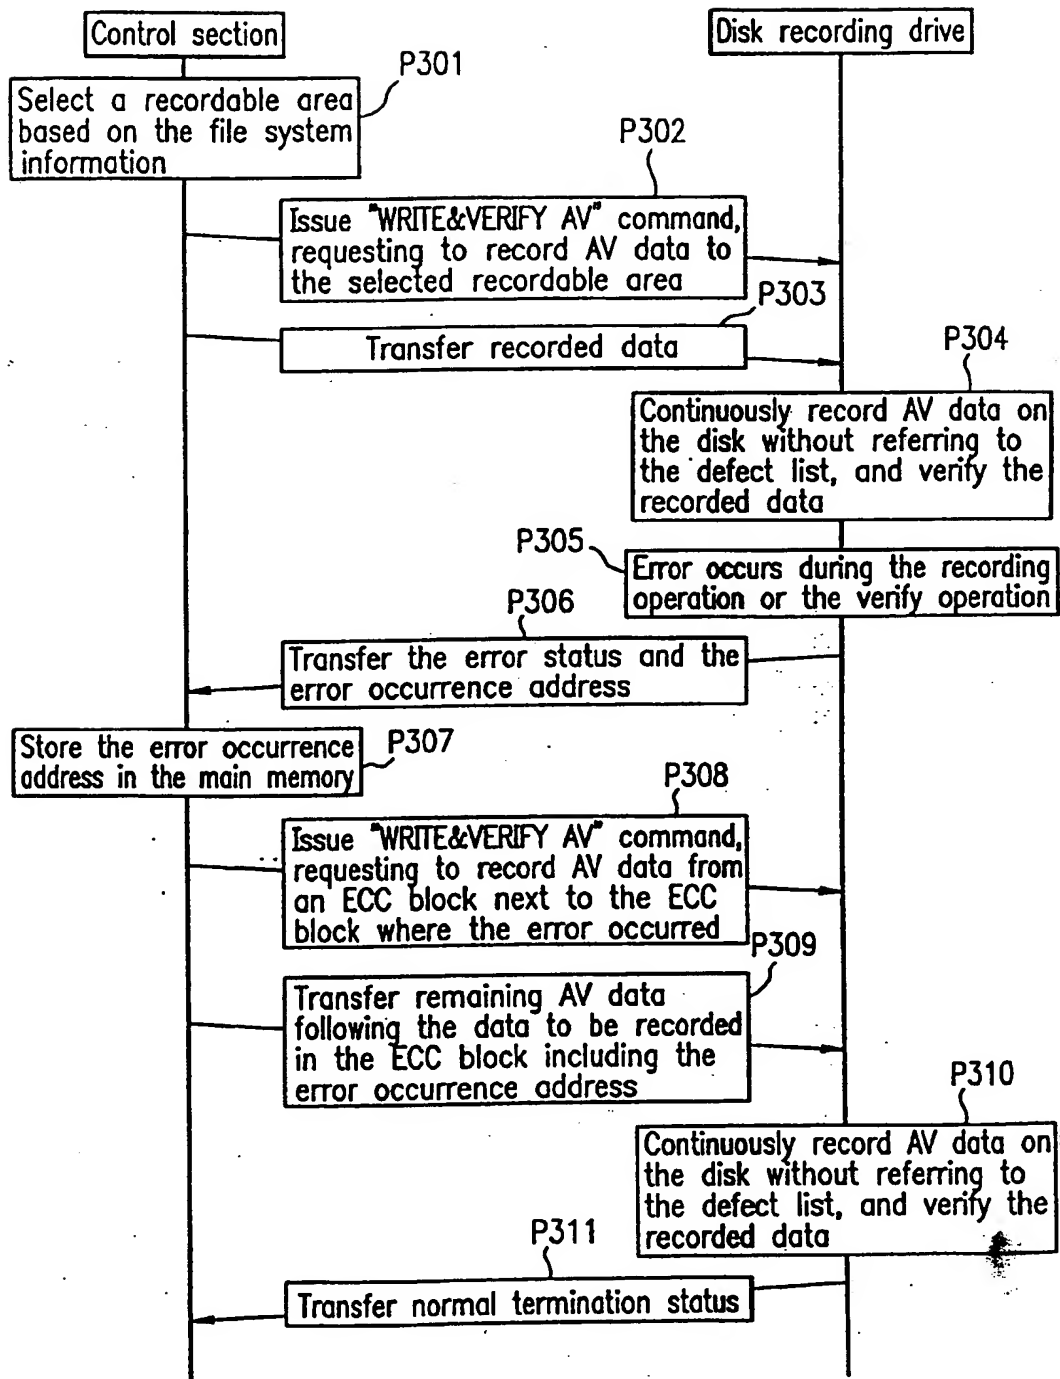 Control section
Disk recording drive
P301
Select a recordable area
based on the file system
information
P302
Issue "WRITE&VERIFY AV" command,
requesting to record AV data to
the selected recordable area
P303
Transfer recorded data
P304
Continuously record AV data on
the disk without referring to
the defect list, and verify the
recorded data
P305
Error occurs during the recording
operation or the verify operation
P306
Transfer the error status and the
error occurrence address
Store the error occurrence
address in the main memory
P307
P308
Issue "WRITE&VERIFY AV" command,
requesting to record AV data from
an ECC block next to the ECC
block where the error occurred
P309
Transfer remaining AV data
following the data to be recorded
in the ECC block including the
error occurrence address
P310
Continuously record AV data on
the disk without referring to
the defect list, and verify the
recorded data
P311
Transfer normal termination status